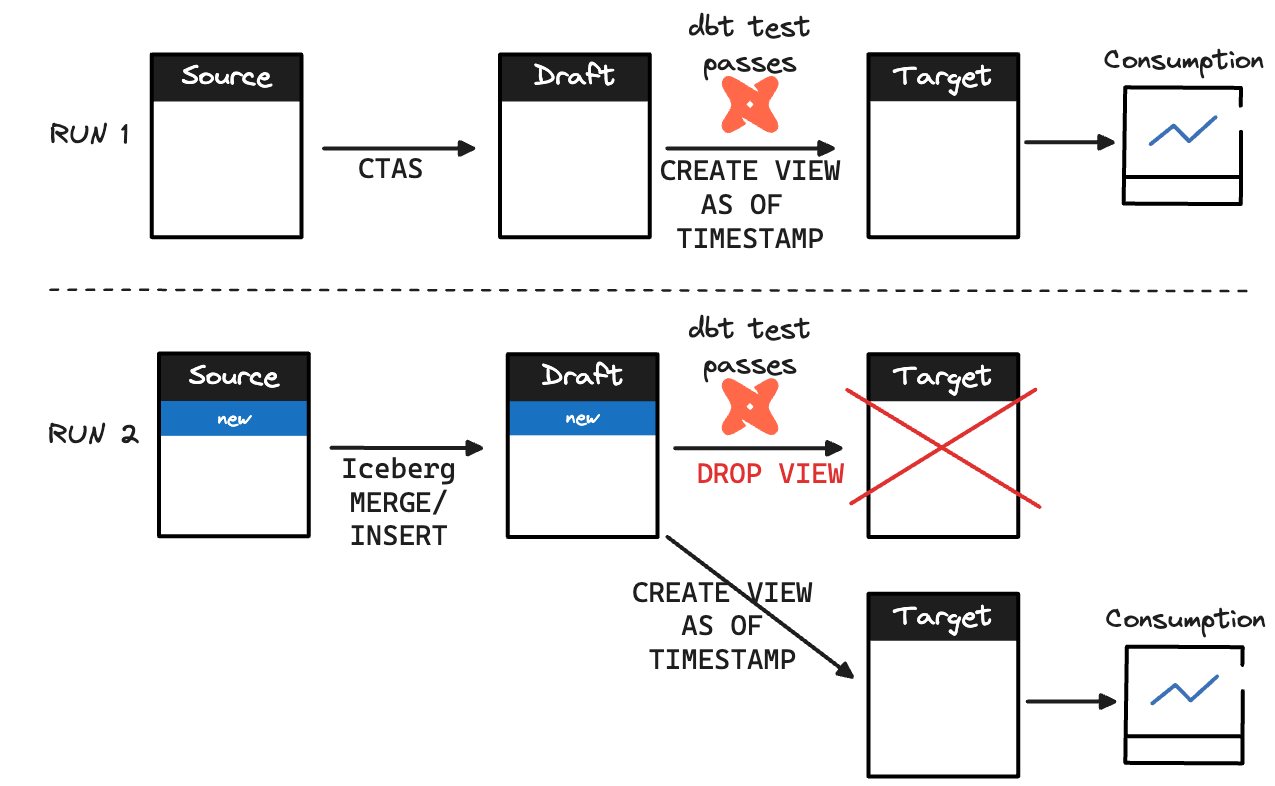 dbt test
passes
Source
Draft
Target
Consumption
RUN 1
CTAS
CREATE VIEW
AS OF
TIMESTAMP
dbt test
passes
Source
Draft
Target
new
new
RUN 2
Iceberg
MERGE/
INSERT
DROP VIEW
CREATE VIEW
AS OF
TIMESTAMP
Target
Consumption